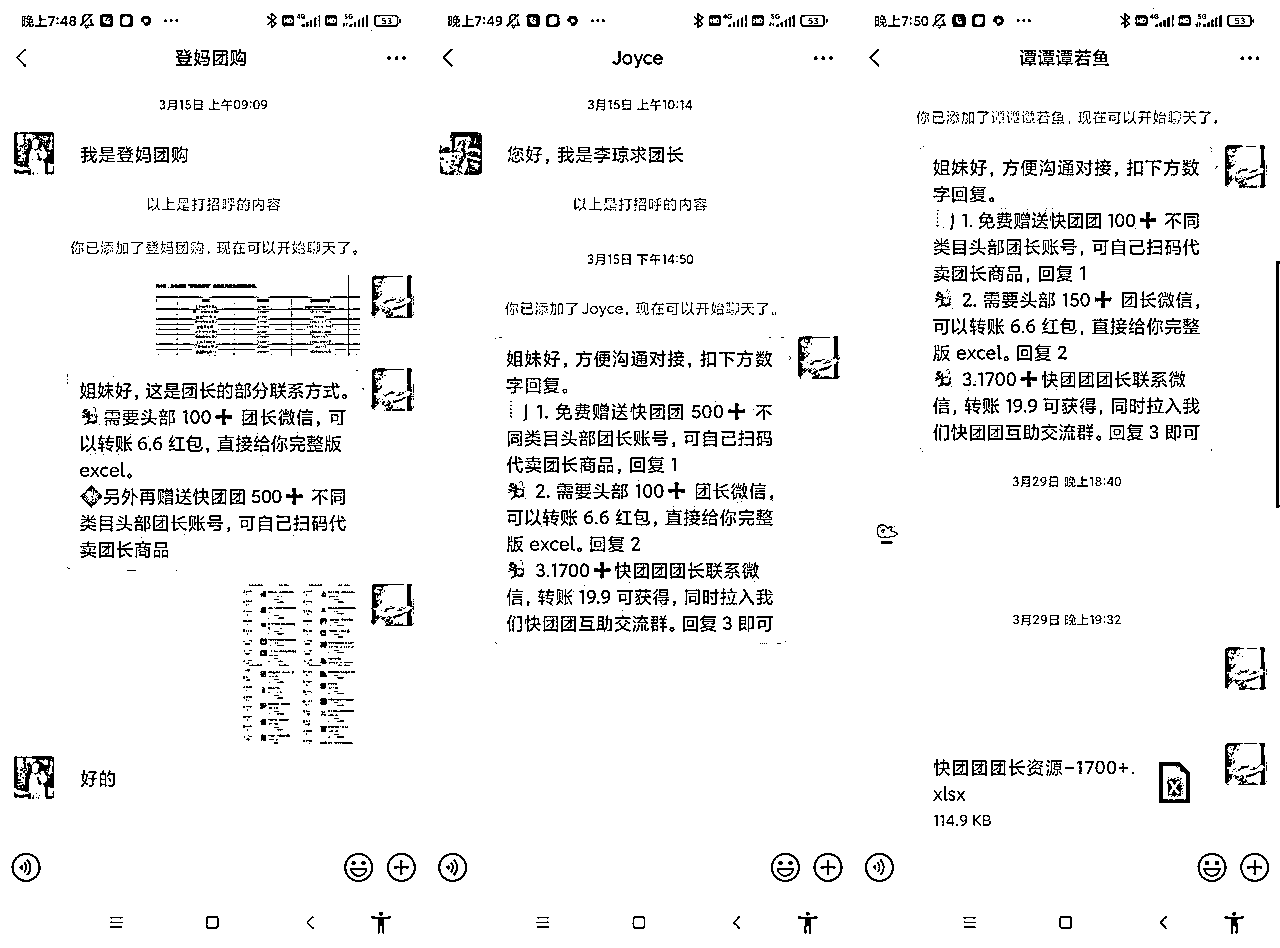 晚上7:48
53
登妈团购
3月15日 上午09:09
我是登妈团购
以上是打招呼的内容
你已添加了登妈团购，现在可以开始聊天了。
姐妹好，这是团长的部分联系方式。
需要头部 100➕ 团长微信，可
以转账 6.6 红包，直接给你完整版
excel。
另外再赠送快团团 500➕ 不同
类目头部团长账号，可自己扫码代
卖团长商品
好的
晚上7:49
53
Joyce
3月15日 上午10:14
您好，我是李琼求团长
以上是打招呼的内容
3月15日 下午14:50
你已添加了 Joyce，现在可以开始聊天了。
姐妹好，方便沟通对接，扣下方数
字回复。
1. 免费赠送快团团 500➕ 不
同类目头部团长账号，可自己扫码
代卖团长商品，回复 1
2. 需要头部 100➕ 团长微信，
可以转账 6.6 红包，直接给你完整
版 excel。回复 2
3.1700➕快团团团长联系微
信，转账 19.9 可获得，同时拉入我
们快团团互助交流群。回复 3 即可
晚上7:50
53
谭谭谭若鱼
你已添加了谭谭谭若鱼，现在可以开始聊天了。
姐妹好，方便沟通对接，扣下方数
字回复。
1. 免费赠送快团团 100➕ 不同
类目头部团长账号，可自己扫码代
卖团长商品，回复 1
2. 需要头部 150➕ 团长微信，
可以转账 6.6 红包，直接给你完整
版 excel。回复 2
3.1700➕快团团团长联系微
信，转账 19.9 可获得，同时拉入我
们快团团互助交流群。回复 3 即可
3月29日 晚上18:40
3月29日 晚上19:32
快团团团长资源-1700+.
xlsx
114.9 KB